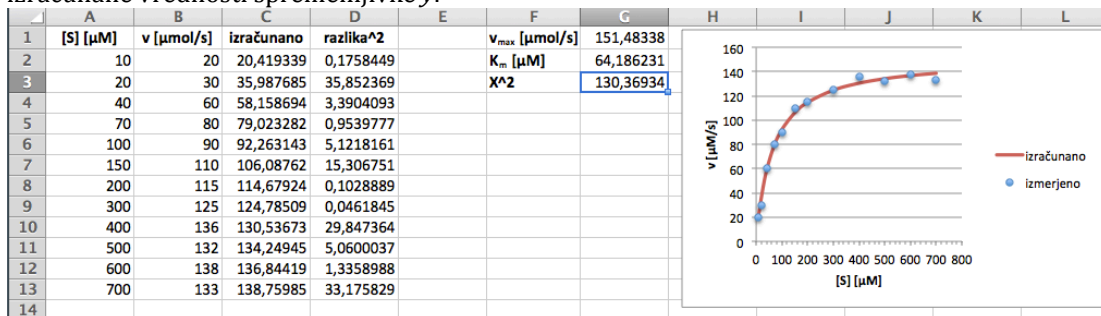 izračunano vrednosti spremenljivke y.
A B C D E F G H I J K L
1 [S] [µM] v [µmol/s] izračunano razlika^2 vmax [µmol/s] 151,48338
2 10 20 20,419339 0,1758449 Km [µM] 64,186231
3 20 30 35,987685 35,852369 X^2 130,36934
4 40 60 58,158694 3,3904093
5 70 80 79,023282 0,9539777
6 100 90 92,263143 5,1218161
7 150 110 106,08762 15,306751
8 200 115 114,67924 0,1028889
9 300 125 124,78509 0,0461845
10 400 136 130,53673 29,847364
11 500 132 134,24945 5,0600037
12 600 138 136,84419 1,3358988
13 700 133 138,75985 33,175829
14
160
140
120
100
80
60
40
20
0
v [µM/s]
0 100 200 300 400 500 600 700 800
[S] [µM]
izračunano
izmerjeno